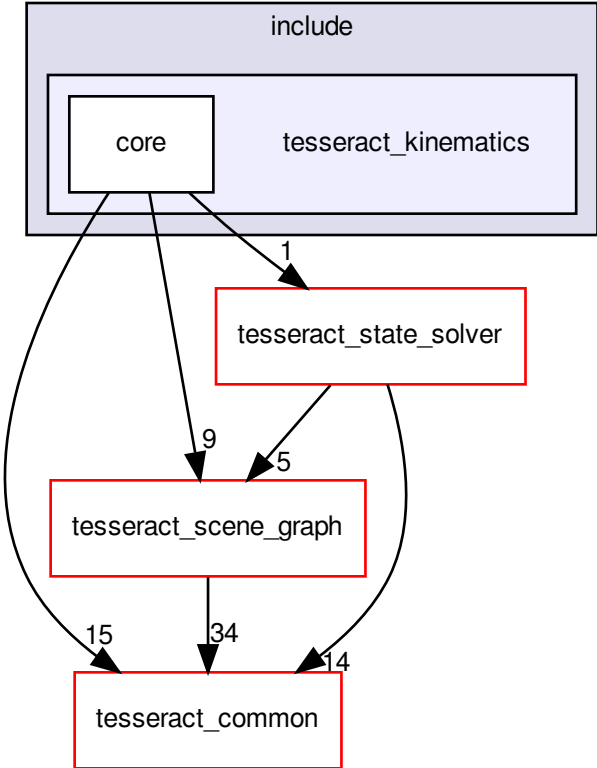 include
core
tesseract_kinematics
1
tesseract_state_solver
9
5
tesseract_scene_graph
15
34
14
tesseract_common